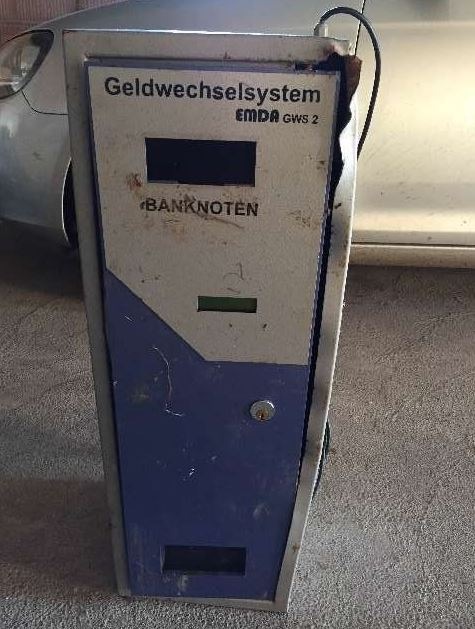 Geldwechselsystem
EMDA GWS 2
BANKNOTEN